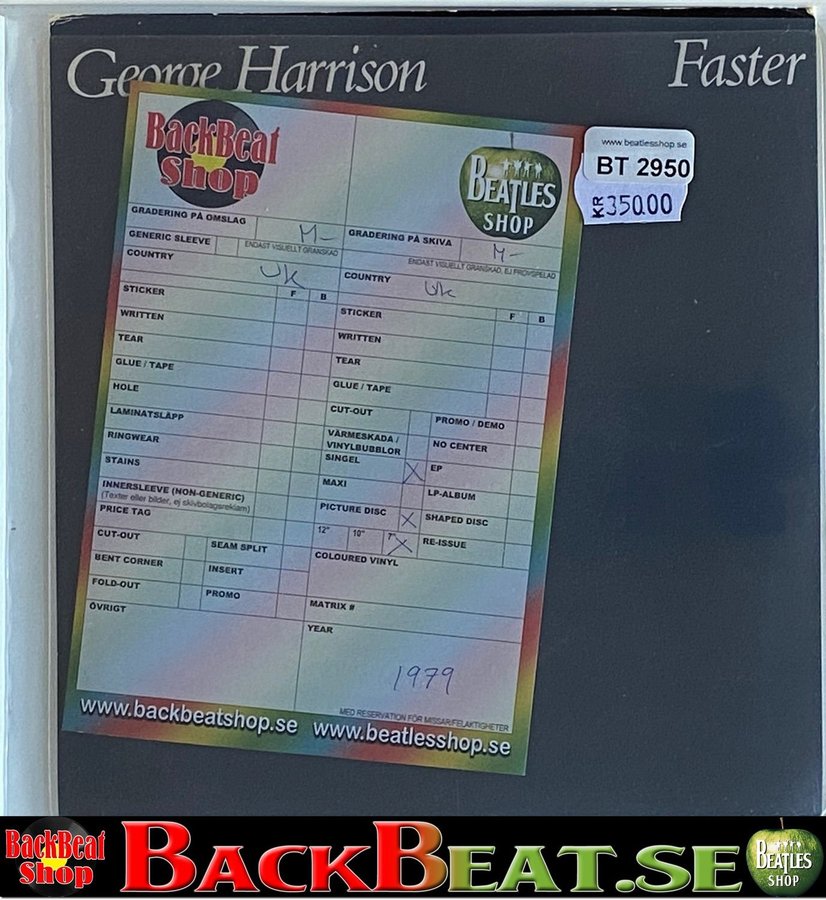 George Harrison
Faster
BackBeat
Shop
BEATLES
SHOP
www.beatlesshop.se
BT 2950
KR 350.00
GRADERING PÅ OMSLAG M-
GENERIC SLEEVE
ENDAST VISUELLT GRANSKAD
COUNTRY UK
STICKER F B
WRITTEN
TEAR
GLUE / TAPE
HOLE
LAMINATSLÄPP
RINGWEAR
STAINS
INNERSLEEVE (NON-GENERIC)
(Texter eller bilder, ej skivbolagsreklam)
PRICE TAG
CUT-OUT
SEAM SPLIT
BENT CORNER
INSERT
FOLD-OUT
PROMO
ÖVRIGT
GRADERING PÅ SKIVA M-
ENDAST VISUELLT GRANSKAD, EJ PROVSPELAD
COUNTRY UK
STICKER F B
WRITTEN
TEAR
GLUE / TAPE
CUT-OUT
PROMO / DEMO
VÄRMESKADA /
VINYLBUBBLOR
NO CENTER
SINGEL X
EP
MAXI
LP-ALBUM
PICTURE DISC X
SHAPED DISC
12" 10" 7" X
RE-ISSUE
COLOURED VINYL
MATRIX #
YEAR
1979
MED RESERVATION FÖR MISSAR/FELAKTIGHETER
www.backbeatshop.se www.beatlesshop.se
BackBeat
Shop
BACKBEAT.SE
BEATLES
SHOP